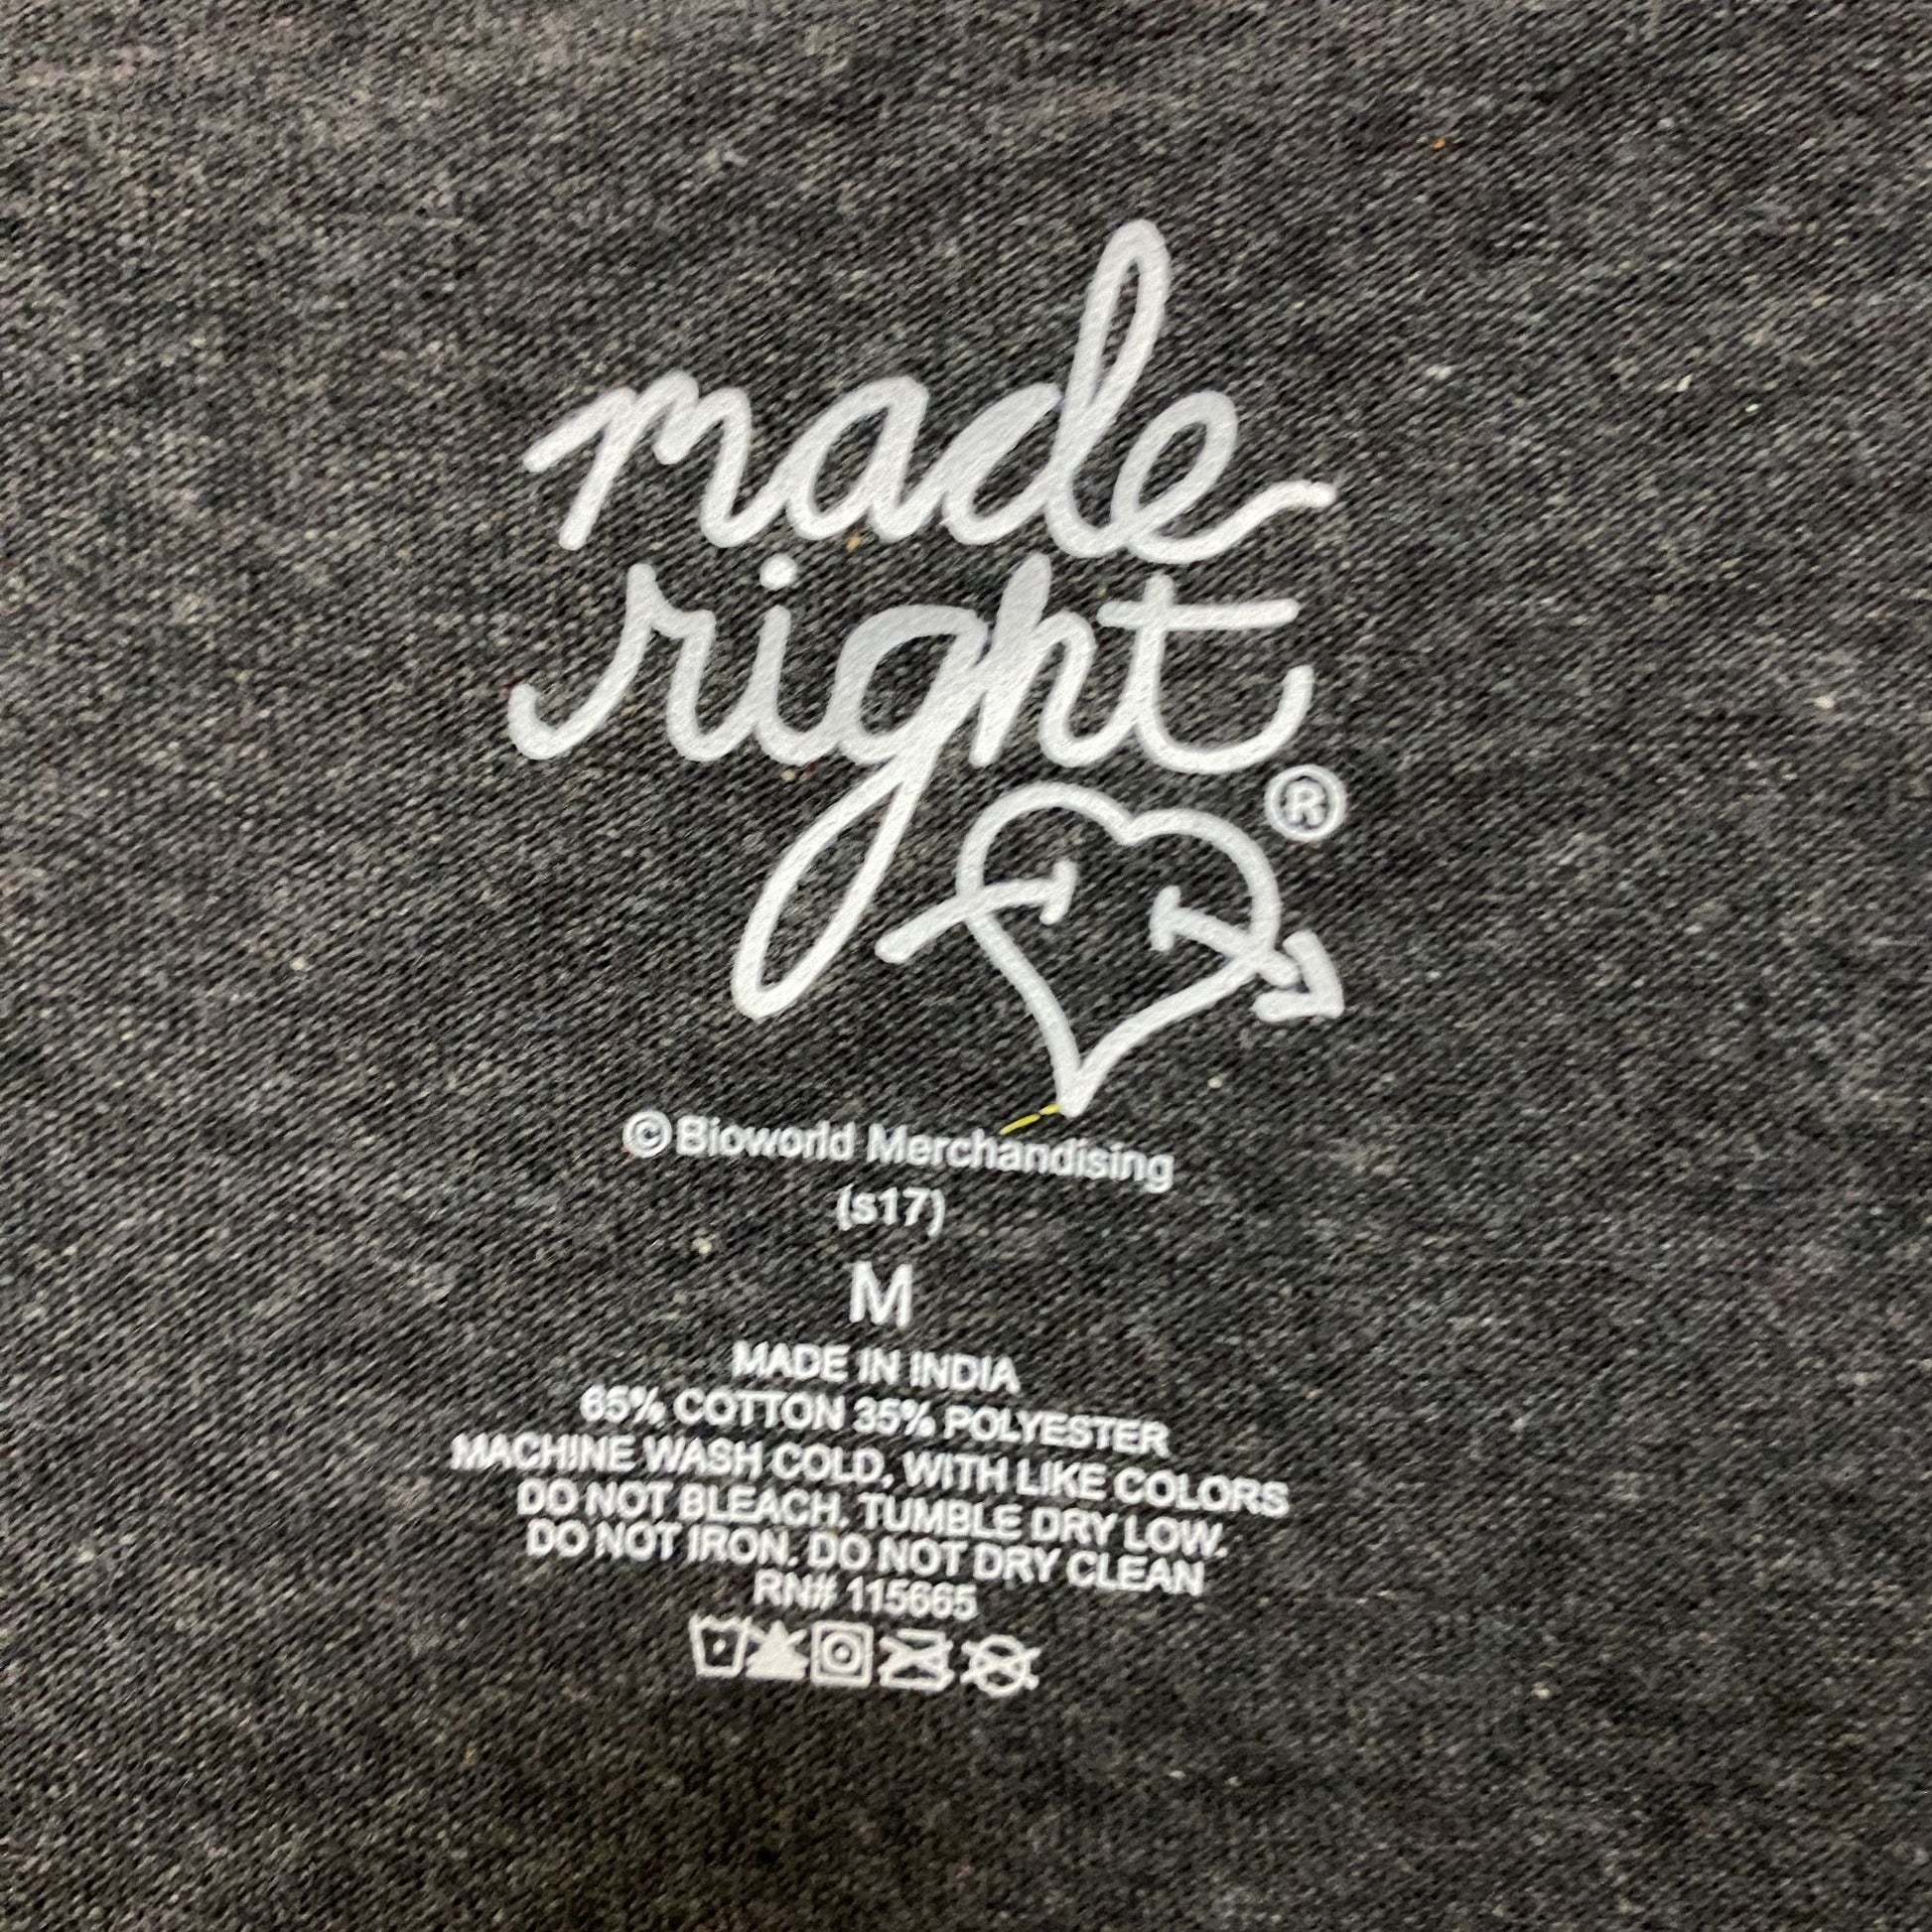 made
right®
©Bioworld Merchandising
(s17)
M
MADE IN INDIA
65% COTTON 35% POLYESTER
MACHINE WASH COLD, WITH LIKE COLORS
DO NOT BLEACH. TUMBLE DRY LOW.
DO NOT IRON. DO NOT DRY CLEAN
RN# 115665